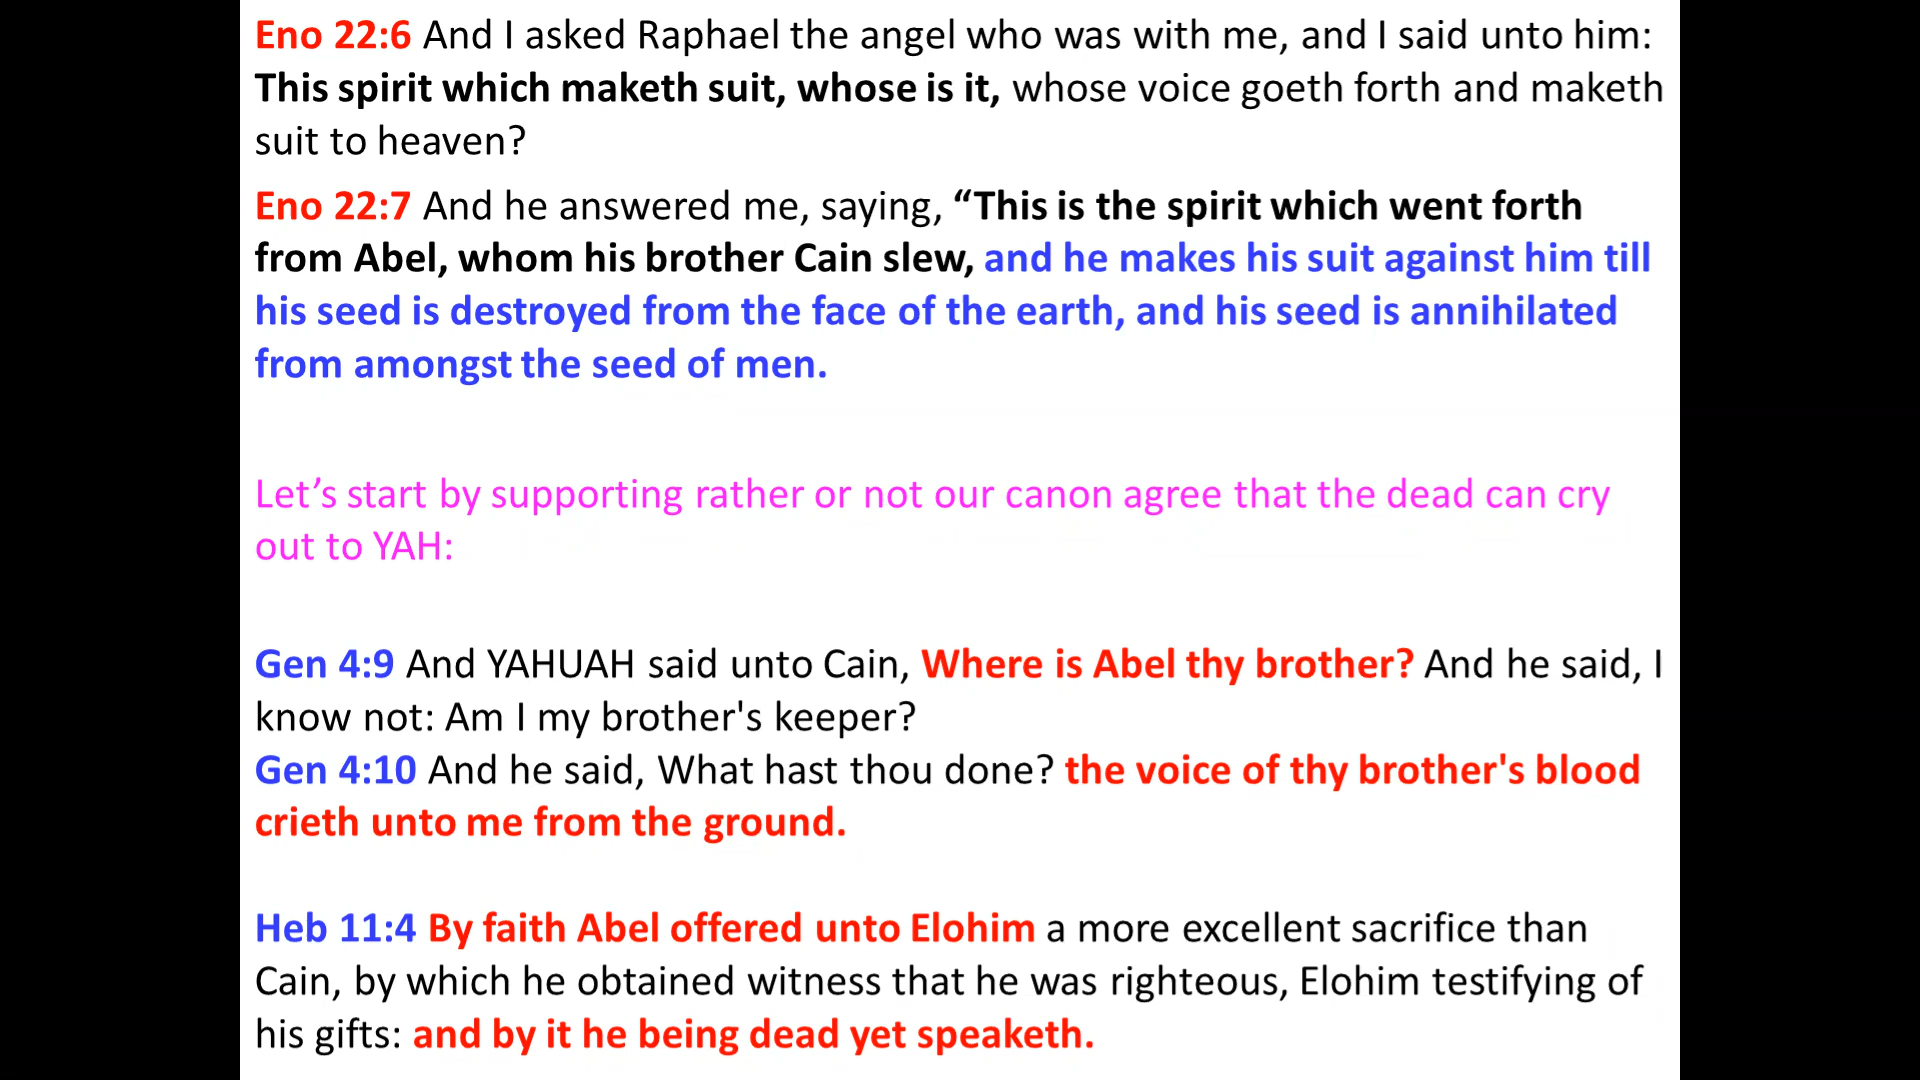 Eno 22:6 And I asked Raphael the angel who was with me, and I said unto him:
This spirit which maketh suit, whose is it, whose voice goeth forth and maketh
suit to heaven?
Eno 22:7 And he answered me, saying, “This is the spirit which went forth
from Abel, whom his brother Cain slew, and he makes his suit against him till
his seed is destroyed from the face of the earth, and his seed is annihilated
from amongst the seed of men.
Let’s start by supporting rather or not our canon agree that the dead can cry
out to YAH:
Gen 4:9 And YAHUAH said unto Cain, Where is Abel thy brother? And he said, I
know not: Am I my brother's keeper?
Gen 4:10 And he said, What hast thou done? the voice of thy brother's blood
crieth unto me from the ground.
Heb 11:4 By faith Abel offered unto Elohim a more excellent sacrifice than
Cain, by which he obtained witness that he was righteous, Elohim testifying of
his gifts: and by it he being dead yet speaketh.